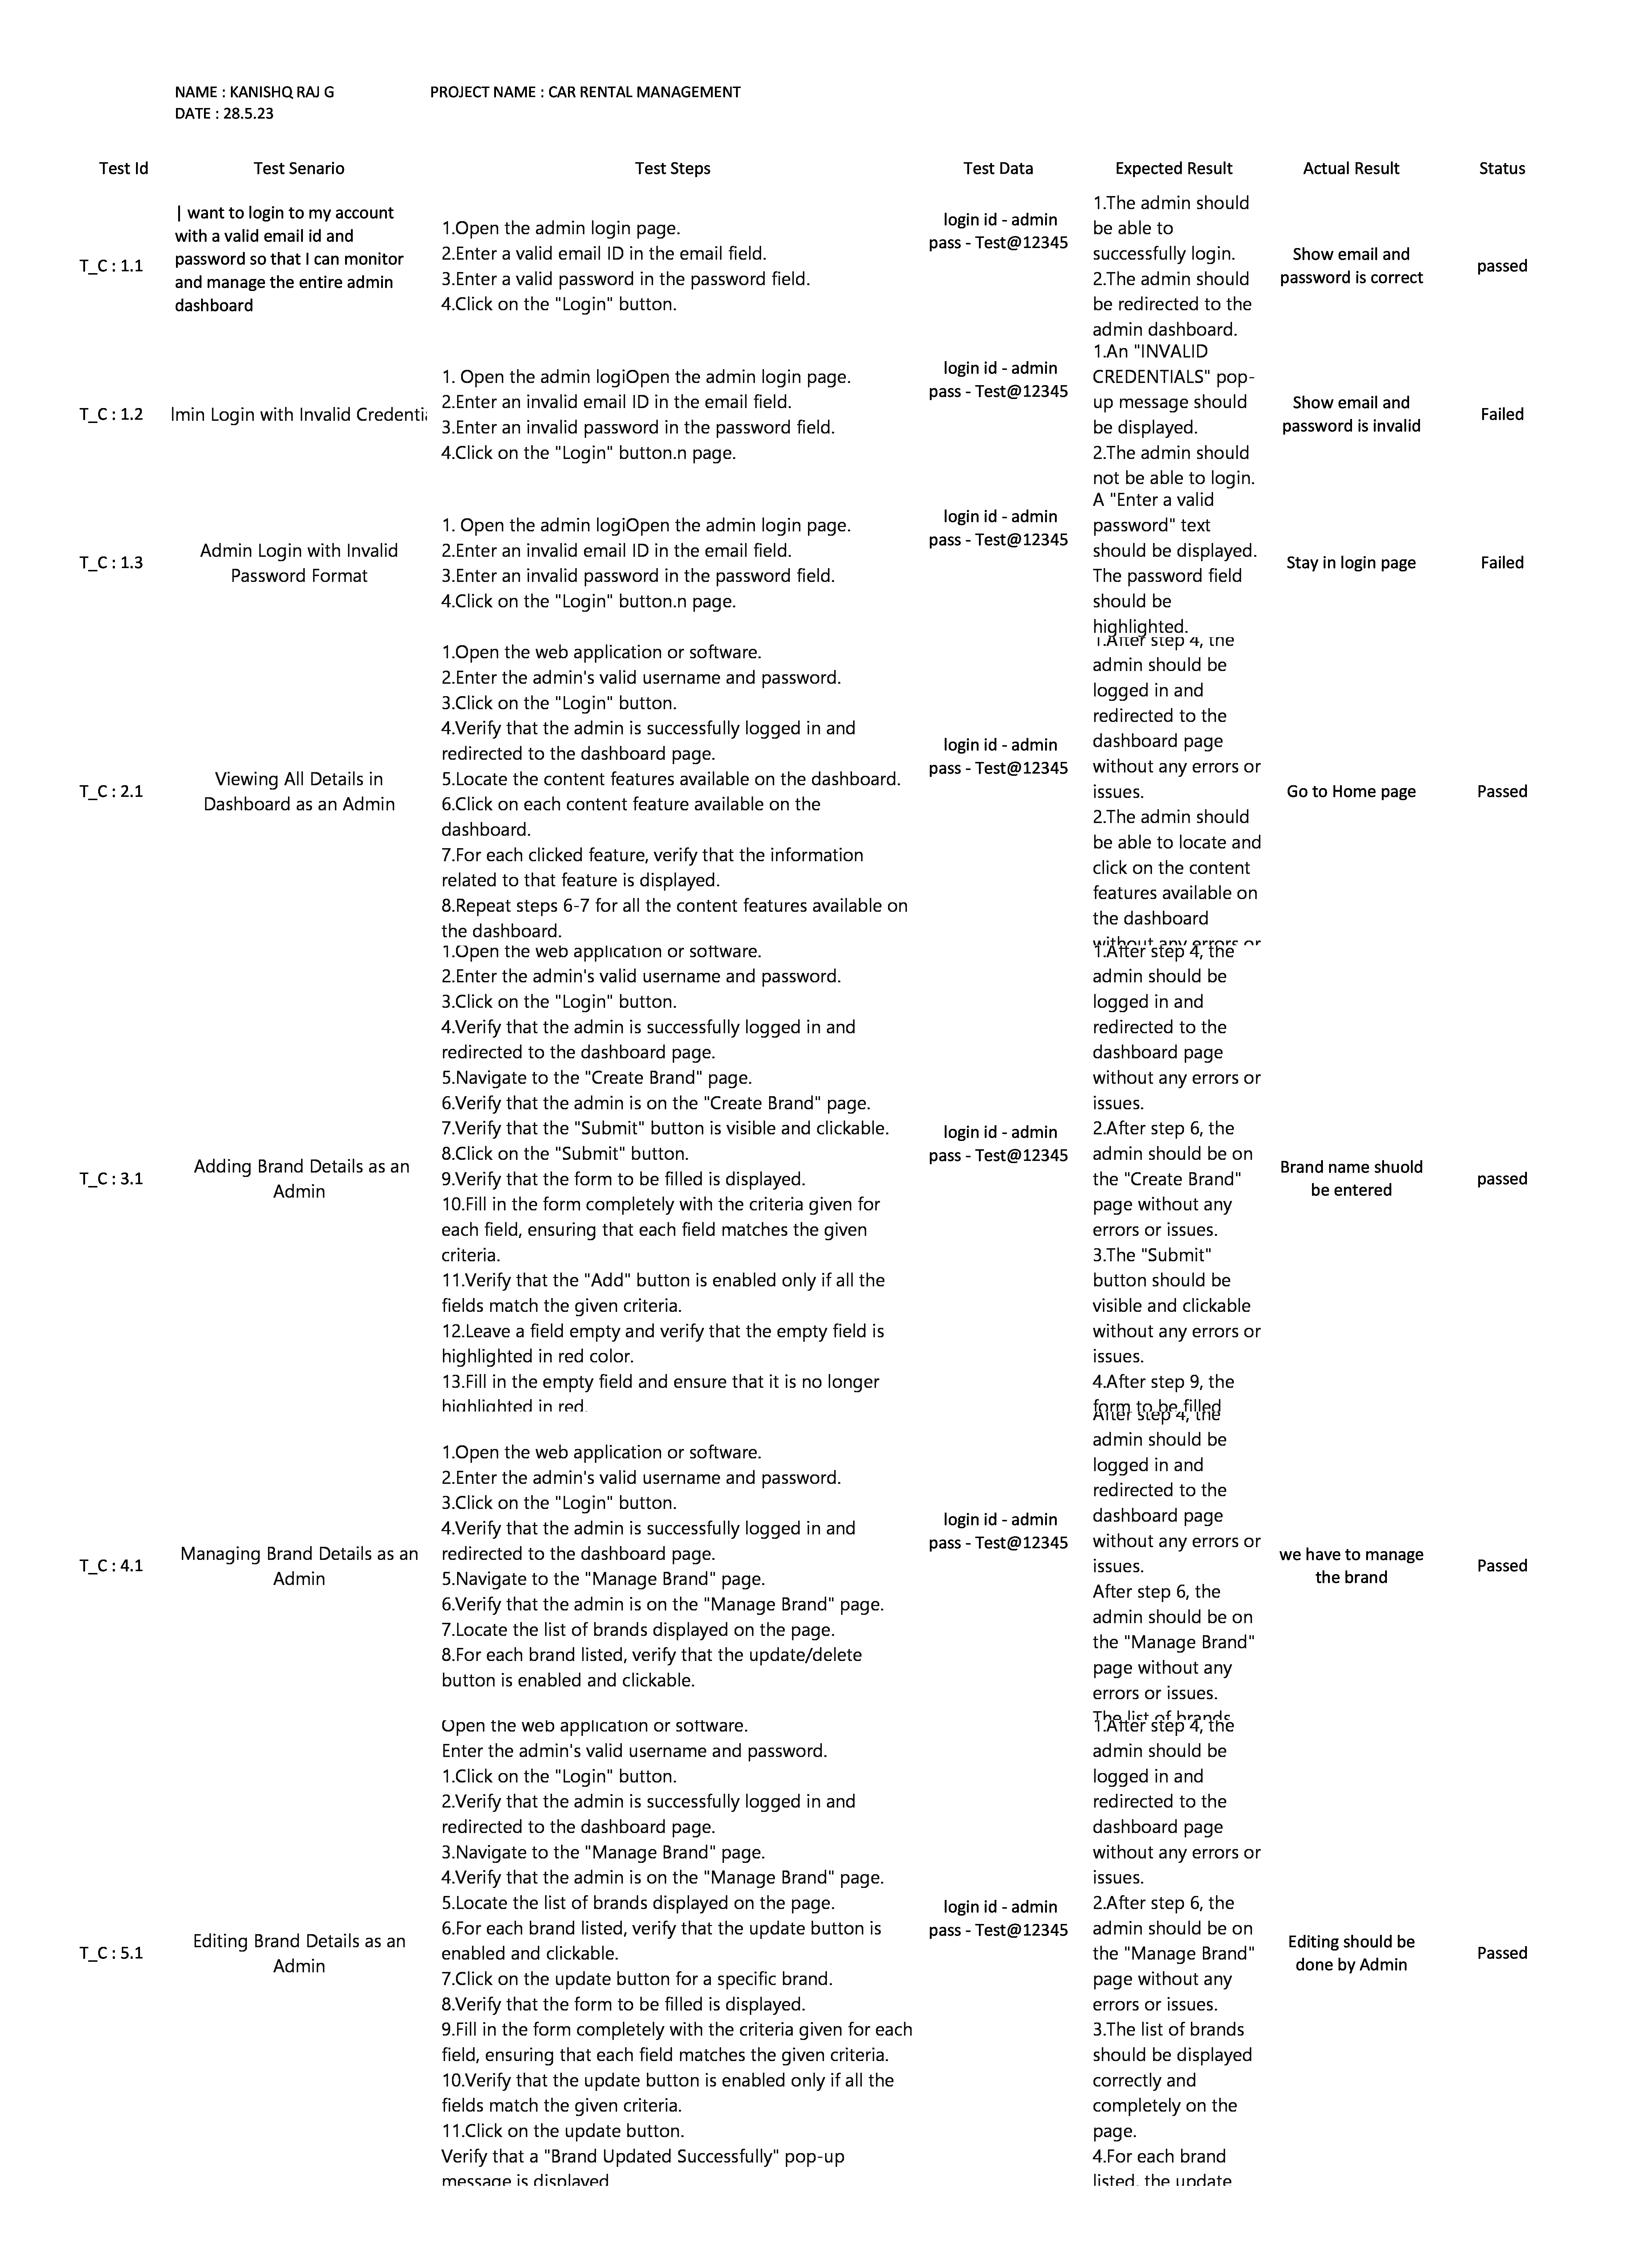 NAME : KANISHQ RAJ G
PROJECT NAME : CAR RENTAL MANAGEMENT
DATE : 28.5.23
Test Id
Test Senario
Test Steps
Test Data
Expected Result
Actual Result
Status
T_C : 1.1
| want to login to my account
with a valid email id and
password so that I can monitor
and manage the entire admin
dashboard
1.Open the admin login page.
2.Enter a valid email ID in the email field.
3.Enter a valid password in the password field.
4.Click on the "Login" button.
login id - admin
pass - Test@12345
1.The admin should
be able to
successfully login.
2.The admin should
be redirected to the
admin dashboard.
Show email and
password is correct
passed
T_C : 1.2
lmin Login with Invalid Credentia
1. Open the admin logiOpen the admin login page.
2.Enter an invalid email ID in the email field.
3.Enter an invalid password in the password field.
4.Click on the "Login" button.n page.
login id - admin
pass - Test@12345
1.An "INVALID
CREDENTIALS" pop-
up message should
be displayed.
2.The admin should
not be able to login.
Show email and
password is invalid
Failed
T_C : 1.3
Admin Login with Invalid
Password Format
1. Open the admin logiOpen the admin login page.
2.Enter an invalid email ID in the email field.
3.Enter an invalid password in the password field.
4.Click on the "Login" button.n page.
login id - admin
pass - Test@12345
A "Enter a valid
password" text
should be displayed.
The password field
should be
highlighted.
Stay in login page
Failed
T_C : 2.1
Viewing All Details in
Dashboard as an Admin
1.Open the web application or software.
2.Enter the admin's valid username and password.
3.Click on the "Login" button.
4.Verify that the admin is successfully logged in and
redirected to the dashboard page.
5.Locate the content features available on the dashboard.
6.Click on each content feature available on the
dashboard.
7.For each clicked feature, verify that the information
related to that feature is displayed.
8.Repeat steps 6-7 for all the content features available on
the dashboard.
login id - admin
pass - Test@12345
1.After step 4, the
admin should be
logged in and
redirected to the
dashboard page
without any errors or
issues.
2.The admin should
be able to locate and
click on the content
features available on
the dashboard
without any errors or
Go to Home page
Passed
T_C : 3.1
Adding Brand Details as an
Admin
1.Open the web application or software.
2.Enter the admin's valid username and password.
3.Click on the "Login" button.
4.Verify that the admin is successfully logged in and
redirected to the dashboard page.
5.Navigate to the "Create Brand" page.
6.Verify that the admin is on the "Create Brand" page.
7.Verify that the "Submit" button is visible and clickable.
8.Click on the "Submit" button.
9.Verify that the form to be filled is displayed.
10.Fill in the form completely with the criteria given for
each field, ensuring that each field matches the given
criteria.
11.Verify that the "Add" button is enabled only if all the
fields match the given criteria.
12.Leave a field empty and verify that the empty field is
highlighted in red color.
13.Fill in the empty field and ensure that it is no longer
highlighted in red.
login id - admin
pass - Test@12345
1.After step 4, the
admin should be
logged in and
redirected to the
dashboard page
without any errors or
issues.
2.After step 6, the
admin should be on
the "Create Brand"
page without any
errors or issues.
3.The "Submit"
button should be
visible and clickable
without any errors or
issues.
4.After step 9, the
form to be filled
Brand name shuold
be entered
passed
T_C : 4.1
Managing Brand Details as an
Admin
1.Open the web application or software.
2.Enter the admin's valid username and password.
3.Click on the "Login" button.
4.Verify that the admin is successfully logged in and
redirected to the dashboard page.
5.Navigate to the "Manage Brand" page.
6.Verify that the admin is on the "Manage Brand" page.
7.Locate the list of brands displayed on the page.
8.For each brand listed, verify that the update/delete
button is enabled and clickable.
login id - admin
pass - Test@12345
After step 4, the
admin should be
logged in and
redirected to the
dashboard page
without any errors or
issues.
After step 6, the
admin should be on
the "Manage Brand"
page without any
errors or issues.
The list of brands
we have to manage
the brand
Passed
T_C : 5.1
Editing Brand Details as an
Admin
Open the web application or software.
Enter the admin's valid username and password.
1.Click on the "Login" button.
2.Verify that the admin is successfully logged in and
redirected to the dashboard page.
3.Navigate to the "Manage Brand" page.
4.Verify that the admin is on the "Manage Brand" page.
5.Locate the list of brands displayed on the page.
6.For each brand listed, verify that the update button is
enabled and clickable.
7.Click on the update button for a specific brand.
8.Verify that the form to be filled is displayed.
9.Fill in the form completely with the criteria given for each
field, ensuring that each field matches the given criteria.
10.Verify that the update button is enabled only if all the
fields match the given criteria.
11.Click on the update button.
Verify that a "Brand Updated Successfully" pop-up
message is displayed
login id - admin
pass - Test@12345
1.After step 4, the
admin should be
logged in and
redirected to the
dashboard page
without any errors or
issues.
2.After step 6, the
admin should be on
the "Manage Brand"
page without any
errors or issues.
3.The list of brands
should be displayed
correctly and
completely on the
page.
4.For each brand
listed, the update
Editing should be
done by Admin
Passed